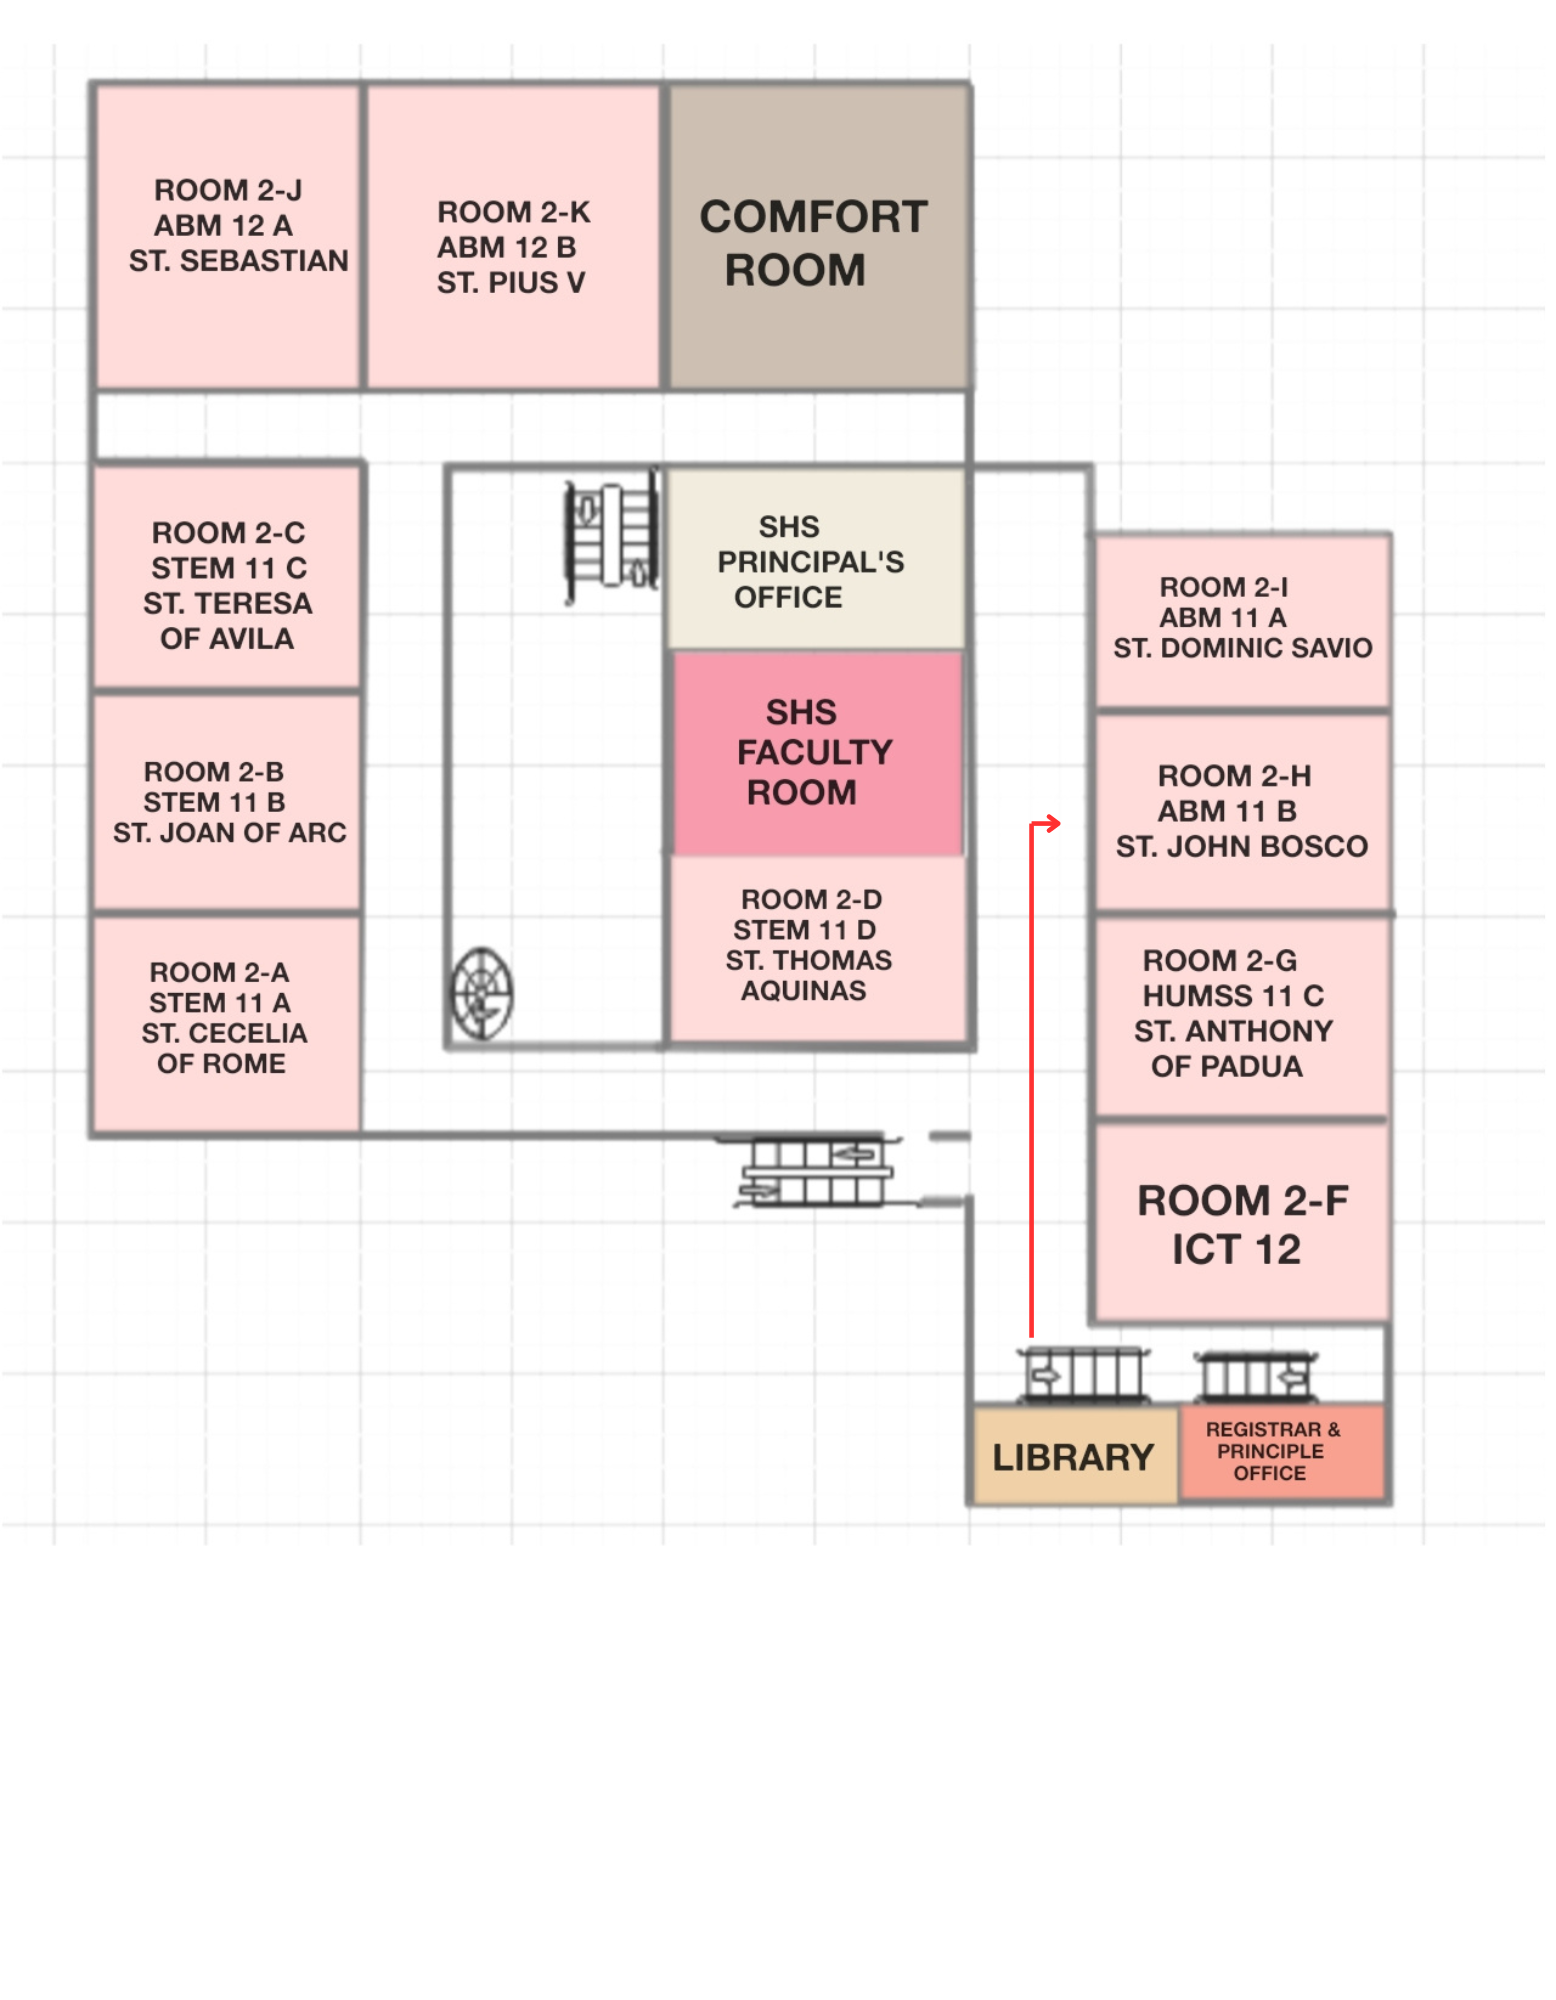 ROOM 2-J
ABM 12 A
ST. SEBASTIAN
ROOM 2-K
ABM 12 B
ST. PIUS V
COMFORT
ROOM
ROOM 2-C
STEM 11 C
ST. TERESA
OF AVILA
SHS
PRINCIPAL'S
OFFICE
ROOM 2-I
ABM 11 A
ST. DOMINIC SAVIO
ROOM 2-B
STEM 11 B
ST. JOAN OF ARC
SHS
FACULTY
ROOM
ROOM 2-H
ABM 11 B
ST. JOHN BOSCO
ROOM 2-A
STEM 11 A
ST. CECELIA
OF ROME
ROOM 2-D
STEM 11 D
ST. THOMAS
AQUINAS
ROOM 2-G
HUMSS 11 C
ST. ANTHONY
OF PADUA
ROOM 2-F
ICT 12
LIBRARY
REGISTRAR &
PRINCIPLE
OFFICE